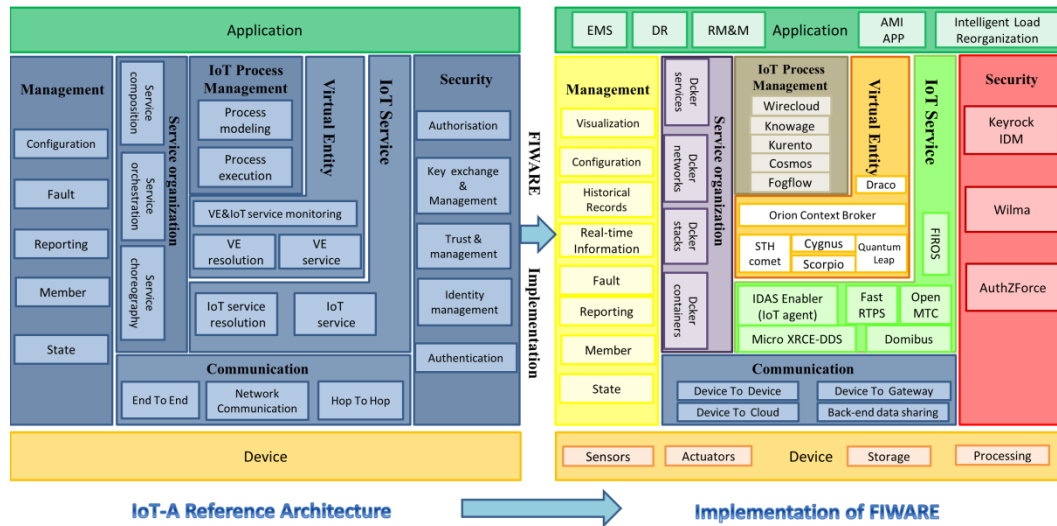 Application
Management
Configuration
Fault
Reporting
Member
State
Service
composition
Service
orchestration
Service
choreography
Service organization
IoT Process
Management
Process
modeling
Process
execution
Virtual Entity
VE&IoT service monitoring
VE
resolution
VE
service
IoT Service
IoT service
resolution
IoT
service
Security
Authorisation
Key exchange
&
Management
Trust &
management
Identity
management
Authentication
Communication
End To End
Network
Communication
Hop To Hop
Device
IoT-A Reference Architecture
FIWARE
Implementation
EMS
DR
RM&M
Application
AMI
APP
Intelligent Load
Reorganization
Management
Visualization
Configuration
Historical
Records
Real-time
Information
Fault
Reporting
Member
State
Dcker
services
Dcker
networks
Dcker
stacks
Dcker
containers
Service organization
IoT Process
Management
Wirecloud
Knowage
Kurento
Cosmos
Fogflow
Virtual
Entity
Draco
Orion Context Broker
STH
comet
Cygnus
Scorpio
Quantum
Leap
IoT Service
FIROS
IDAS Enabler
(IoT agent)
Fast
RTPS
Open
MTC
Micro XRCE-DDS
Domibus
Security
Keyrock
IDM
Wilma
AuthZForce
Communication
Device To Device
Device To Gateway
Device To Cloud
Back-end data sharing
Sensors
Actuators
Device
Storage
Processing
Implementation of FIWARE